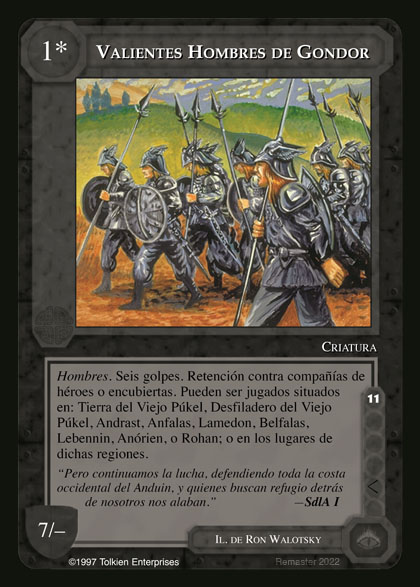 1*
VALIENTES HOMBRES DE GONDOR
CRIATURA
Hombres. Seis golpes. Retención contra compañías de
héroes o encubiertas. Pueden ser jugados situados
en: Tierra del Viejo Púkel, Desfiladero del Viejo
Púkel, Andrast, Anfalas, Lamedon, Belfalas,
Lebennin, Anórien, o Rohan; o en los lugares de
dichas regiones.
11
“Pero continuamos la lucha, defendiendo toda la costa
occidental del Anduin, y quienes buscan refugio detrás
de nosotros nos alaban.” –SdlA I
7/–
IL. DE RON WALOTSKY
©1997 Tolkien Enterprises
Remaster 2022